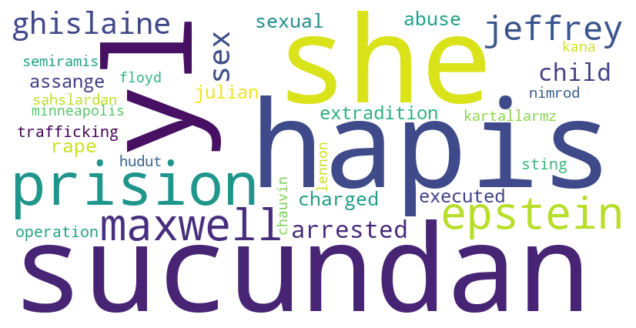 ghislaine
sexual
abuse
jeffrey
semiramis
yl
sex
she
kana
assange
floyd
child
sahslardan
julian
nimrod
minneapolis
extradition
kartallarmz
trafficking
hapis
rape
hudut
lennon
sting
prision
chauvin
charged
executed
epstein
operation
maxwell
arrested
sucundan